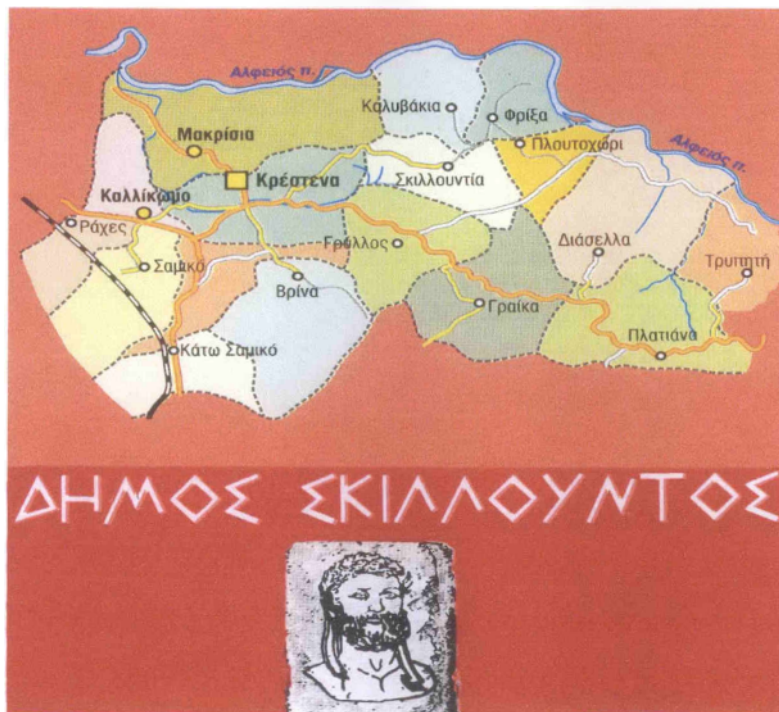 Αλφειός π.
Καλυβάκια
Φρίξα
Μακρίσια
Πλουτοχώρι
Αλφειός π.
Κρέστενα
Σκιλλουντία
Καλλίκωμο
Ράχες
Γρύλλος
Διάσελλα
Σαμικό
Τρυπητή
Βρίνα
Γραίκα
Πλατιάνα
Κάτω Σαμικό
ΔΗΜΟΣ ΣΚΙΛΛΟΥΝΤΟΣ